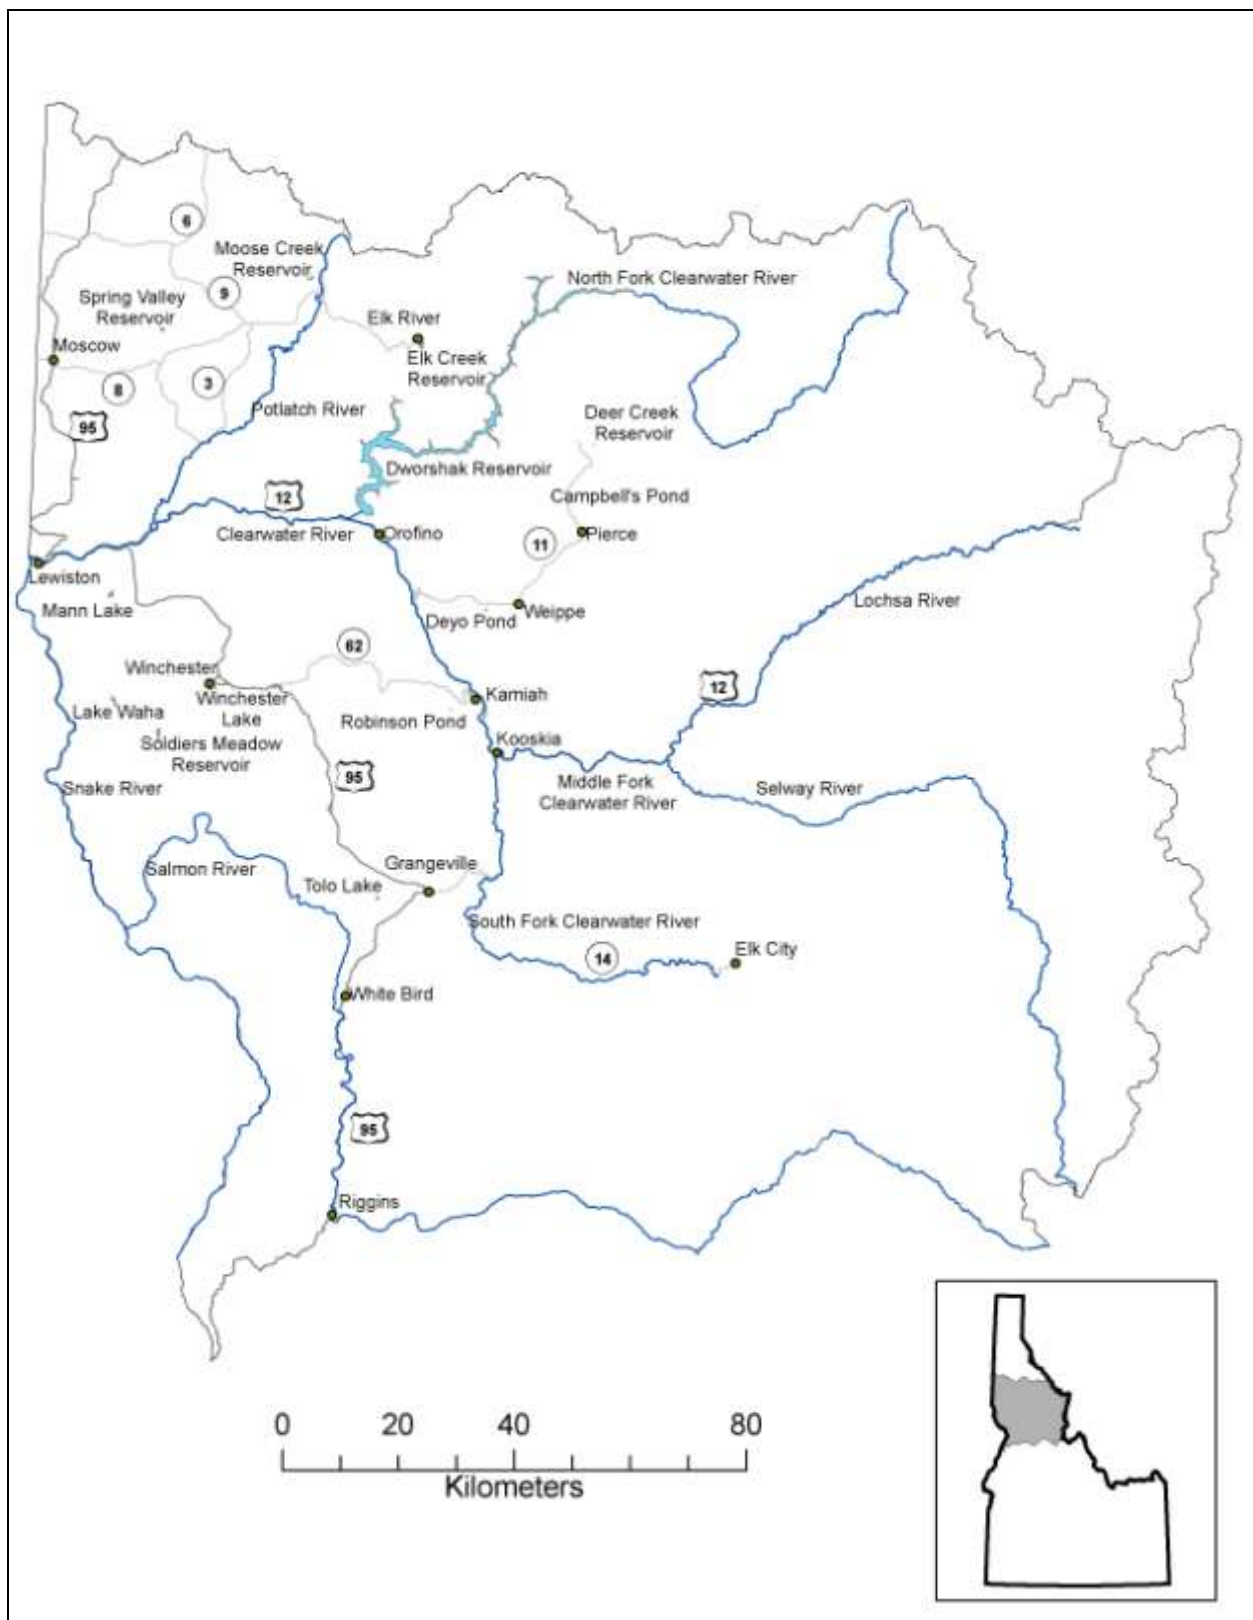 6
Moose Creek
Reservoir
North Fork Clearwater River
9
Spring Valley
Reservoir
Elk River
Moscow
Elk Creek
Reservoir
8
3
Potlatch River
Deer Creek
Reservoir
95
Dworshak Reservoir
12
Campbell's Pond
Clearwater River
Orofino
Pierce
11
Lewiston
Mann Lake
Deyo Pond
Weippe
Lochsa River
62
Winchester
Winchester
Lake
Kamiah
12
Lake Waha
Robinson Pond
Soldiers Meadow
Reservoir
Kooskia
95
Snake River
Middle Fork
Clearwater River
Selway River
Salmon River
Grangeville
Tolo Lake
South Fork Clearwater River
14
Elk City
White Bird
95
Riggins
0 20 40 80
Kilometers